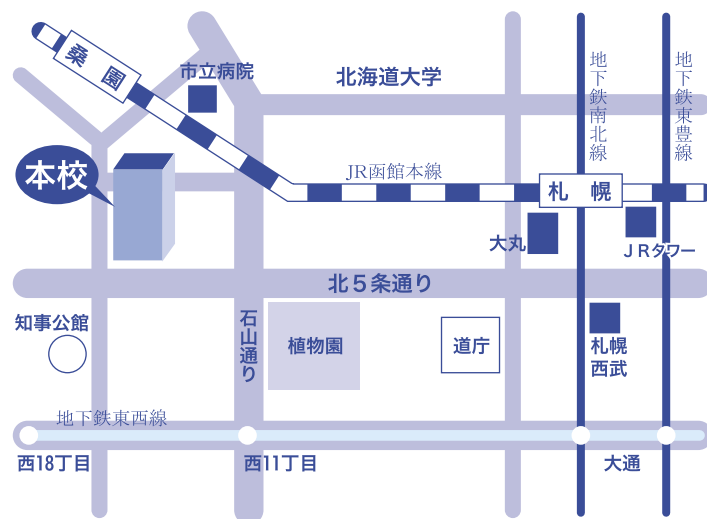 桑園
市立病院
北海道大学
地下鉄南北線
地下鉄東豊線
本校
JR函館本線
札幌
大丸
JRタワー
北5条通り
知事公館
石山通り
植物園
道庁
札幌
西武
地下鉄東西線
西18丁目
西11丁目
大通